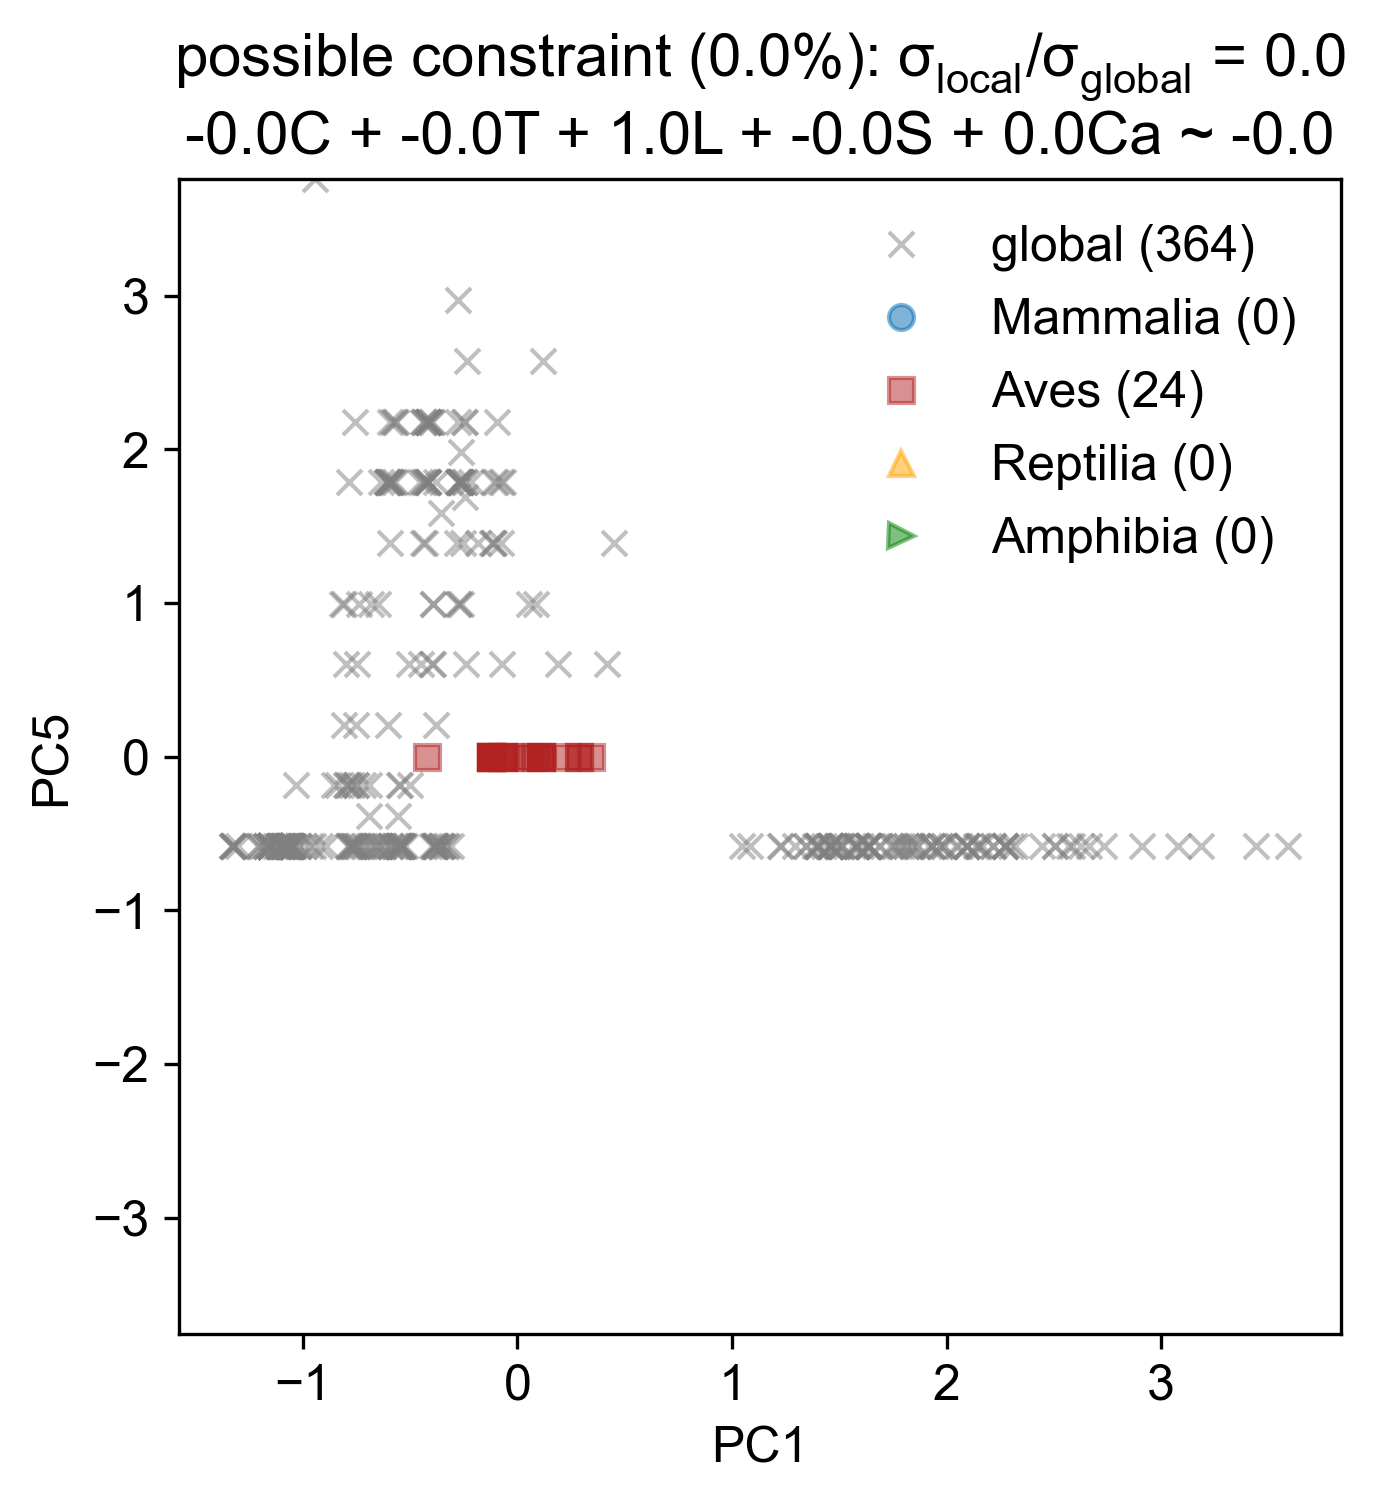 possible constraint (0.0%): σlocal/σglobal = 0.0
-0.0C + -0.0T + 1.0L + -0.0S + 0.0Ca ~ -0.0
global (364)
Mammalia (0)
Aves (24)
Reptilia (0)
Amphibia (0)
3
2
1
0
−1
−2
−3
PC5
−1
0
1
2
3
PC1